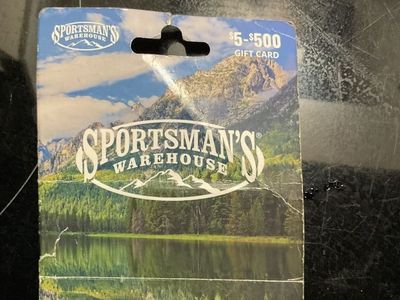 SPORTSMAN'S
WAREHOUSE
$5-$500
GIFT CARD
SPORTSMAN'S®
WAREHOUSE